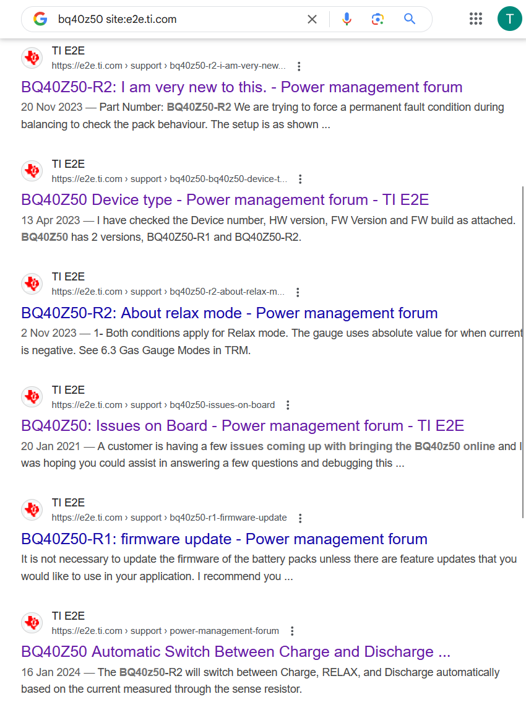 bq40z50 site:e2e.ti.com
T
TI E2E
https://e2e.ti.com › support › bq40z50-r2-i-am-very-new...
BQ40Z50-R2: I am very new to this. - Power management forum
20 Nov 2023 — Part Number: BQ40Z50-R2 We are trying to force a permanent fault condition during
balancing to check the pack behaviour. The setup is as shown ...
TI E2E
https://e2e.ti.com › support › bq40z50-bq40z50-device-t...
BQ40Z50 Device type - Power management forum - TI E2E
13 Apr 2023 — I have checked the Device number, HW version, FW Version and FW build as attached.
BQ40Z50 has 2 versions, BQ40Z50-R1 and BQ40Z50-R2.
TI E2E
https://e2e.ti.com › support › bq40z50-r2-about-relax-m...
BQ40Z50-R2: About relax mode - Power management forum
2 Nov 2023 — 1- Both conditions apply for Relax mode. The gauge uses absolute value for when current
is negative. See 6.3 Gas Gauge Modes in TRM.
TI E2E
https://e2e.ti.com › support › bq40z50-issues-on-board
BQ40Z50: Issues on Board - Power management forum - TI E2E
20 Jan 2021 — A customer is having a few issues coming up with bringing the BQ40z50 online and I
was hoping you could assist in answering a few questions and debugging this ...
TI E2E
https://e2e.ti.com › support › bq40z50-r1-firmware-update
BQ40Z50-R1: firmware update - Power management forum
It is not necessary to update the firmware of the battery packs unless there are feature updates that you
would like to use in your application. I recommend you ...
TI E2E
https://e2e.ti.com › support › power-management-forum
BQ40Z50 Automatic Switch Between Charge and Discharge ...
16 Jan 2024 — The BQ40z50-R2 will switch between Charge, RELAX, and Discharge automatically
based on the current measured through the sense resistor.